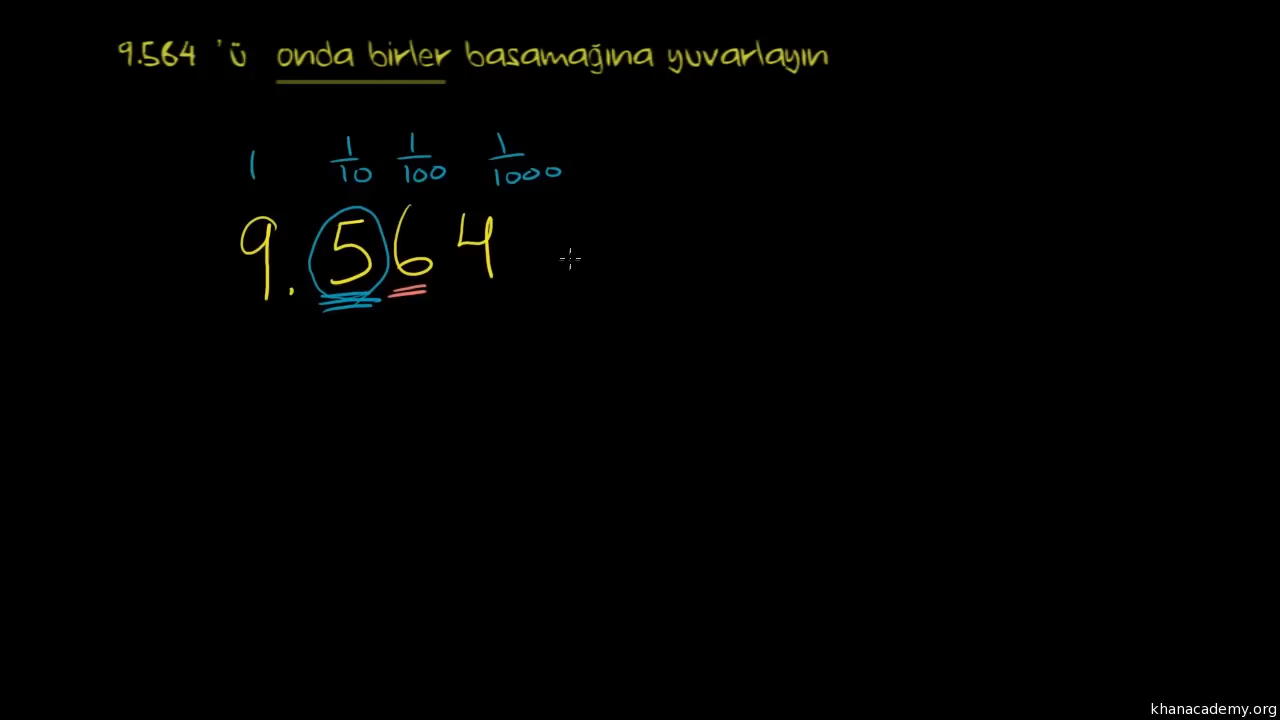 9.564 'ü onda birler basamağına yuvarlayın
1 1/10 1/100 1/1000
9.564
khanacademy.org